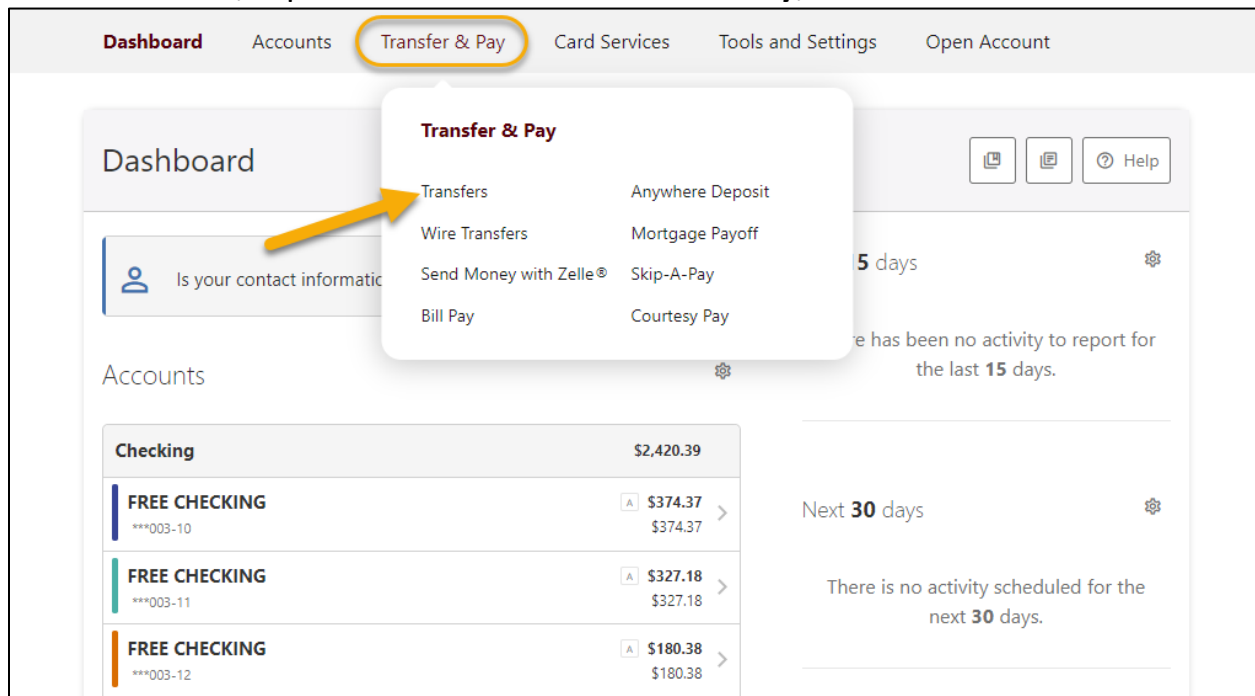 Dashboard Accounts Transfer & Pay Card Services Tools and Settings Open Account
Transfer & Pay
Transfers Anywhere Deposit
Wire Transfers Mortgage Payoff
Send Money with Zelle® Skip-A-Pay
Bill Pay Courtesy Pay
Dashboard
Help
Is your contact
Accounts
Checking $2,420.39
FREE CHECKING A $374.37
***003-10 $374.37
FREE CHECKING A $327.18
***003-11 $327.18
FREE CHECKING A $180.38
***003-12 $180.38
5 days
has been no activity to report for
the last 15 days.
Next 30 days
There is no activity scheduled for the
next 30 days.